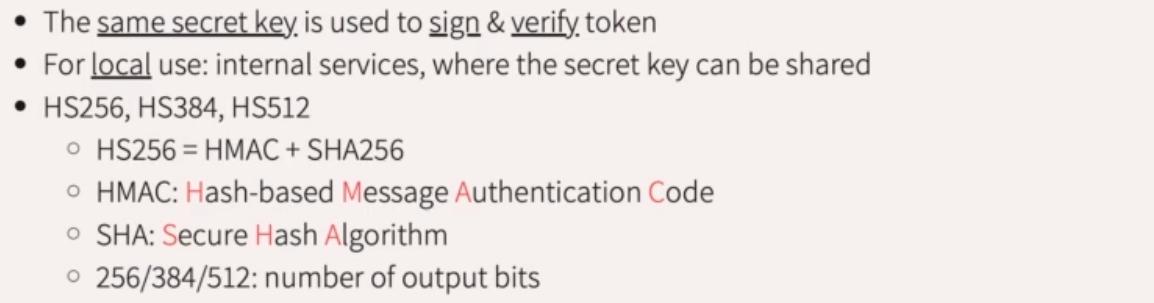 • The same secret key is used to sign & verify token
• For local use: internal services, where the secret key can be shared
• HS256, HS384, HS512
○ HS256 = HMAC + SHA256
○ HMAC: Hash-based Message Authentication Code
○ SHA: Secure Hash Algorithm
○ 256/384/512: number of output bits